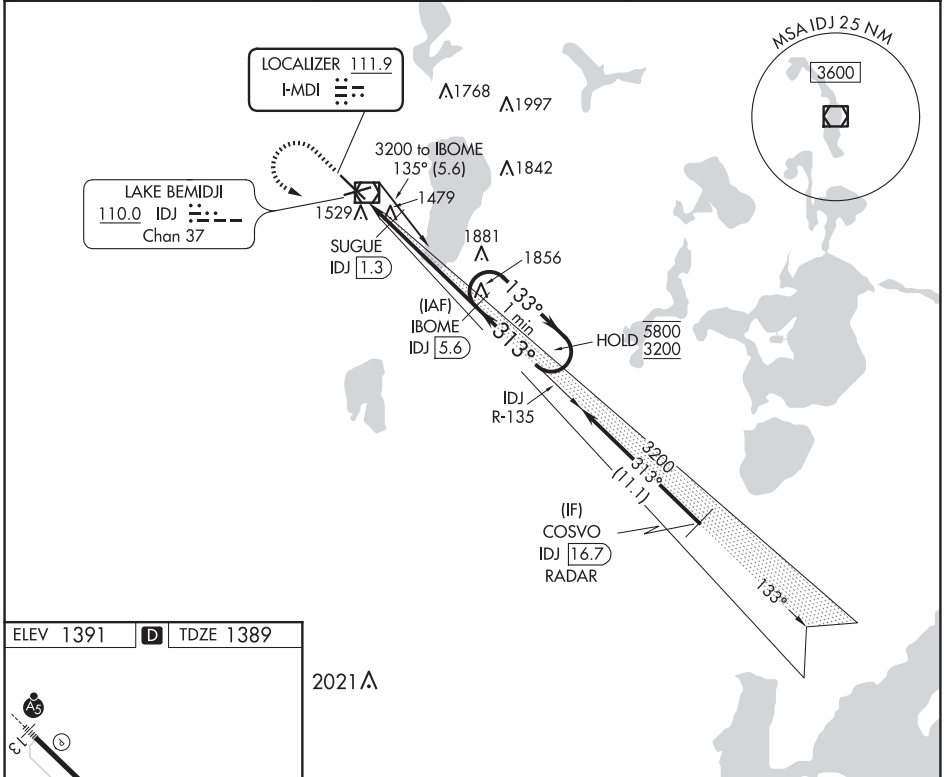 MSA IDJ 25 NM
3600
LOCALIZER 111.9
I-MDI
1768
1997
3200 to IBOME
135° (5.6)
1842
LAKE BEMIDJI
110.0 IDJ
Chan 37
1529
1479
SUGUE
IDJ 1.3
1881
1856
(IAF)
IBOME
IDJ 5.6
133°
1 min
313°
HOLD 5800
3200
IDJ
R-135
3200
313°
(11.1)
(IF)
COSVO
IDJ 16.7
RADAR
133°
ELEV 1391 D TDZE 1389
2021
A5
13
P